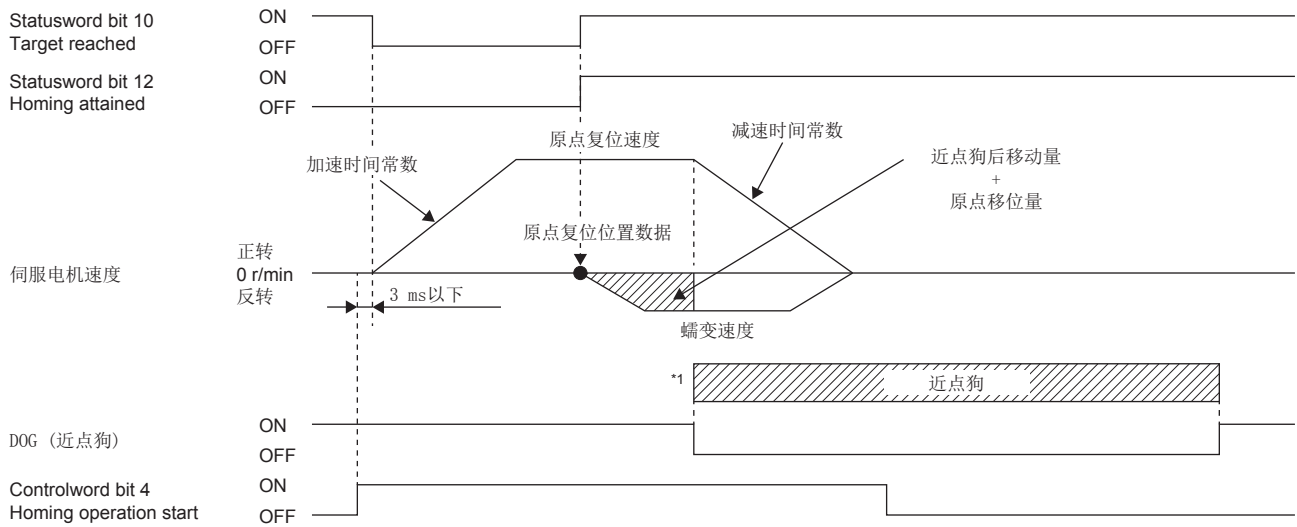 Statusword bit 10
Target reached
ON
OFF
Statusword bit 12
Homing attained
ON
OFF
原点复位速度
减速时间常数
加速时间常数
近点狗后移动量
+
原点移位量
原点复位位置数据
伺服电机速度
正转
0 r/min
反转
3 ms以下
蠕变速度
*1
近点狗
DOG (近点狗)
ON
OFF
Controlword bit 4
Homing operation start
ON
OFF